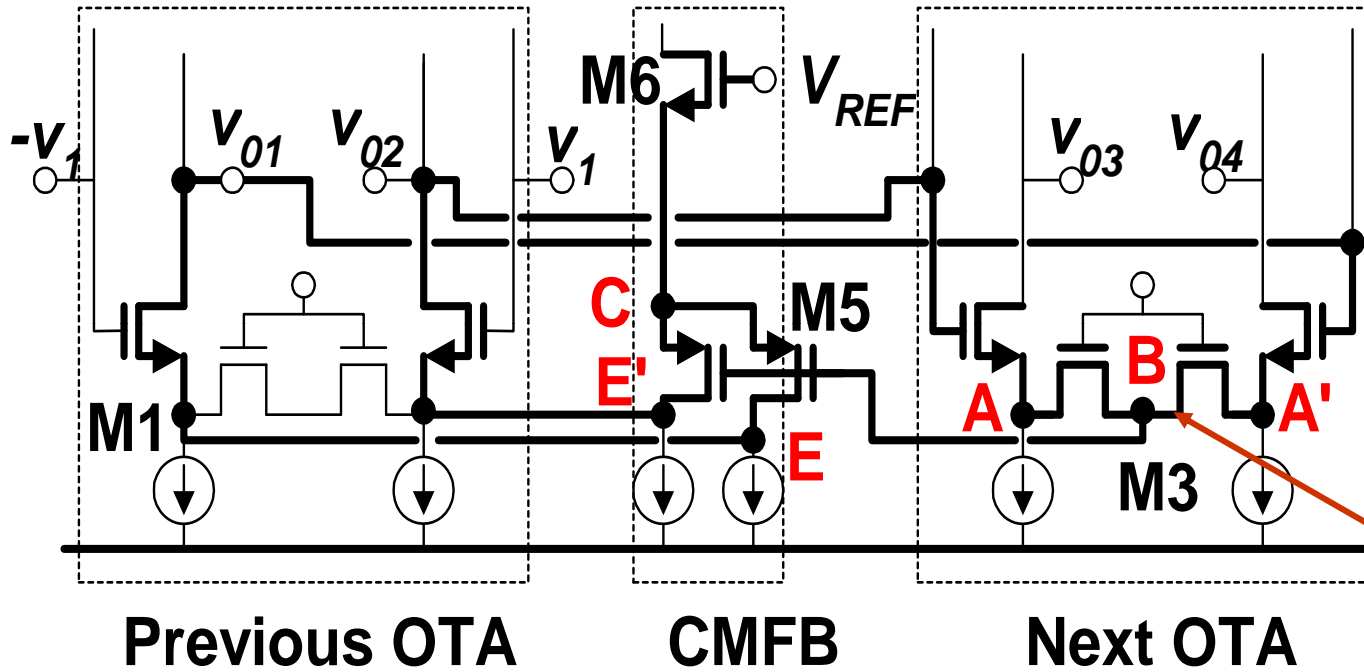 M6
V_REF
-v_1
v_01
v_02
v_1
v_03
v_04
C
M5
E'
B
M1
A
A'
E
M3
Previous OTA
CMFB
Next OTA